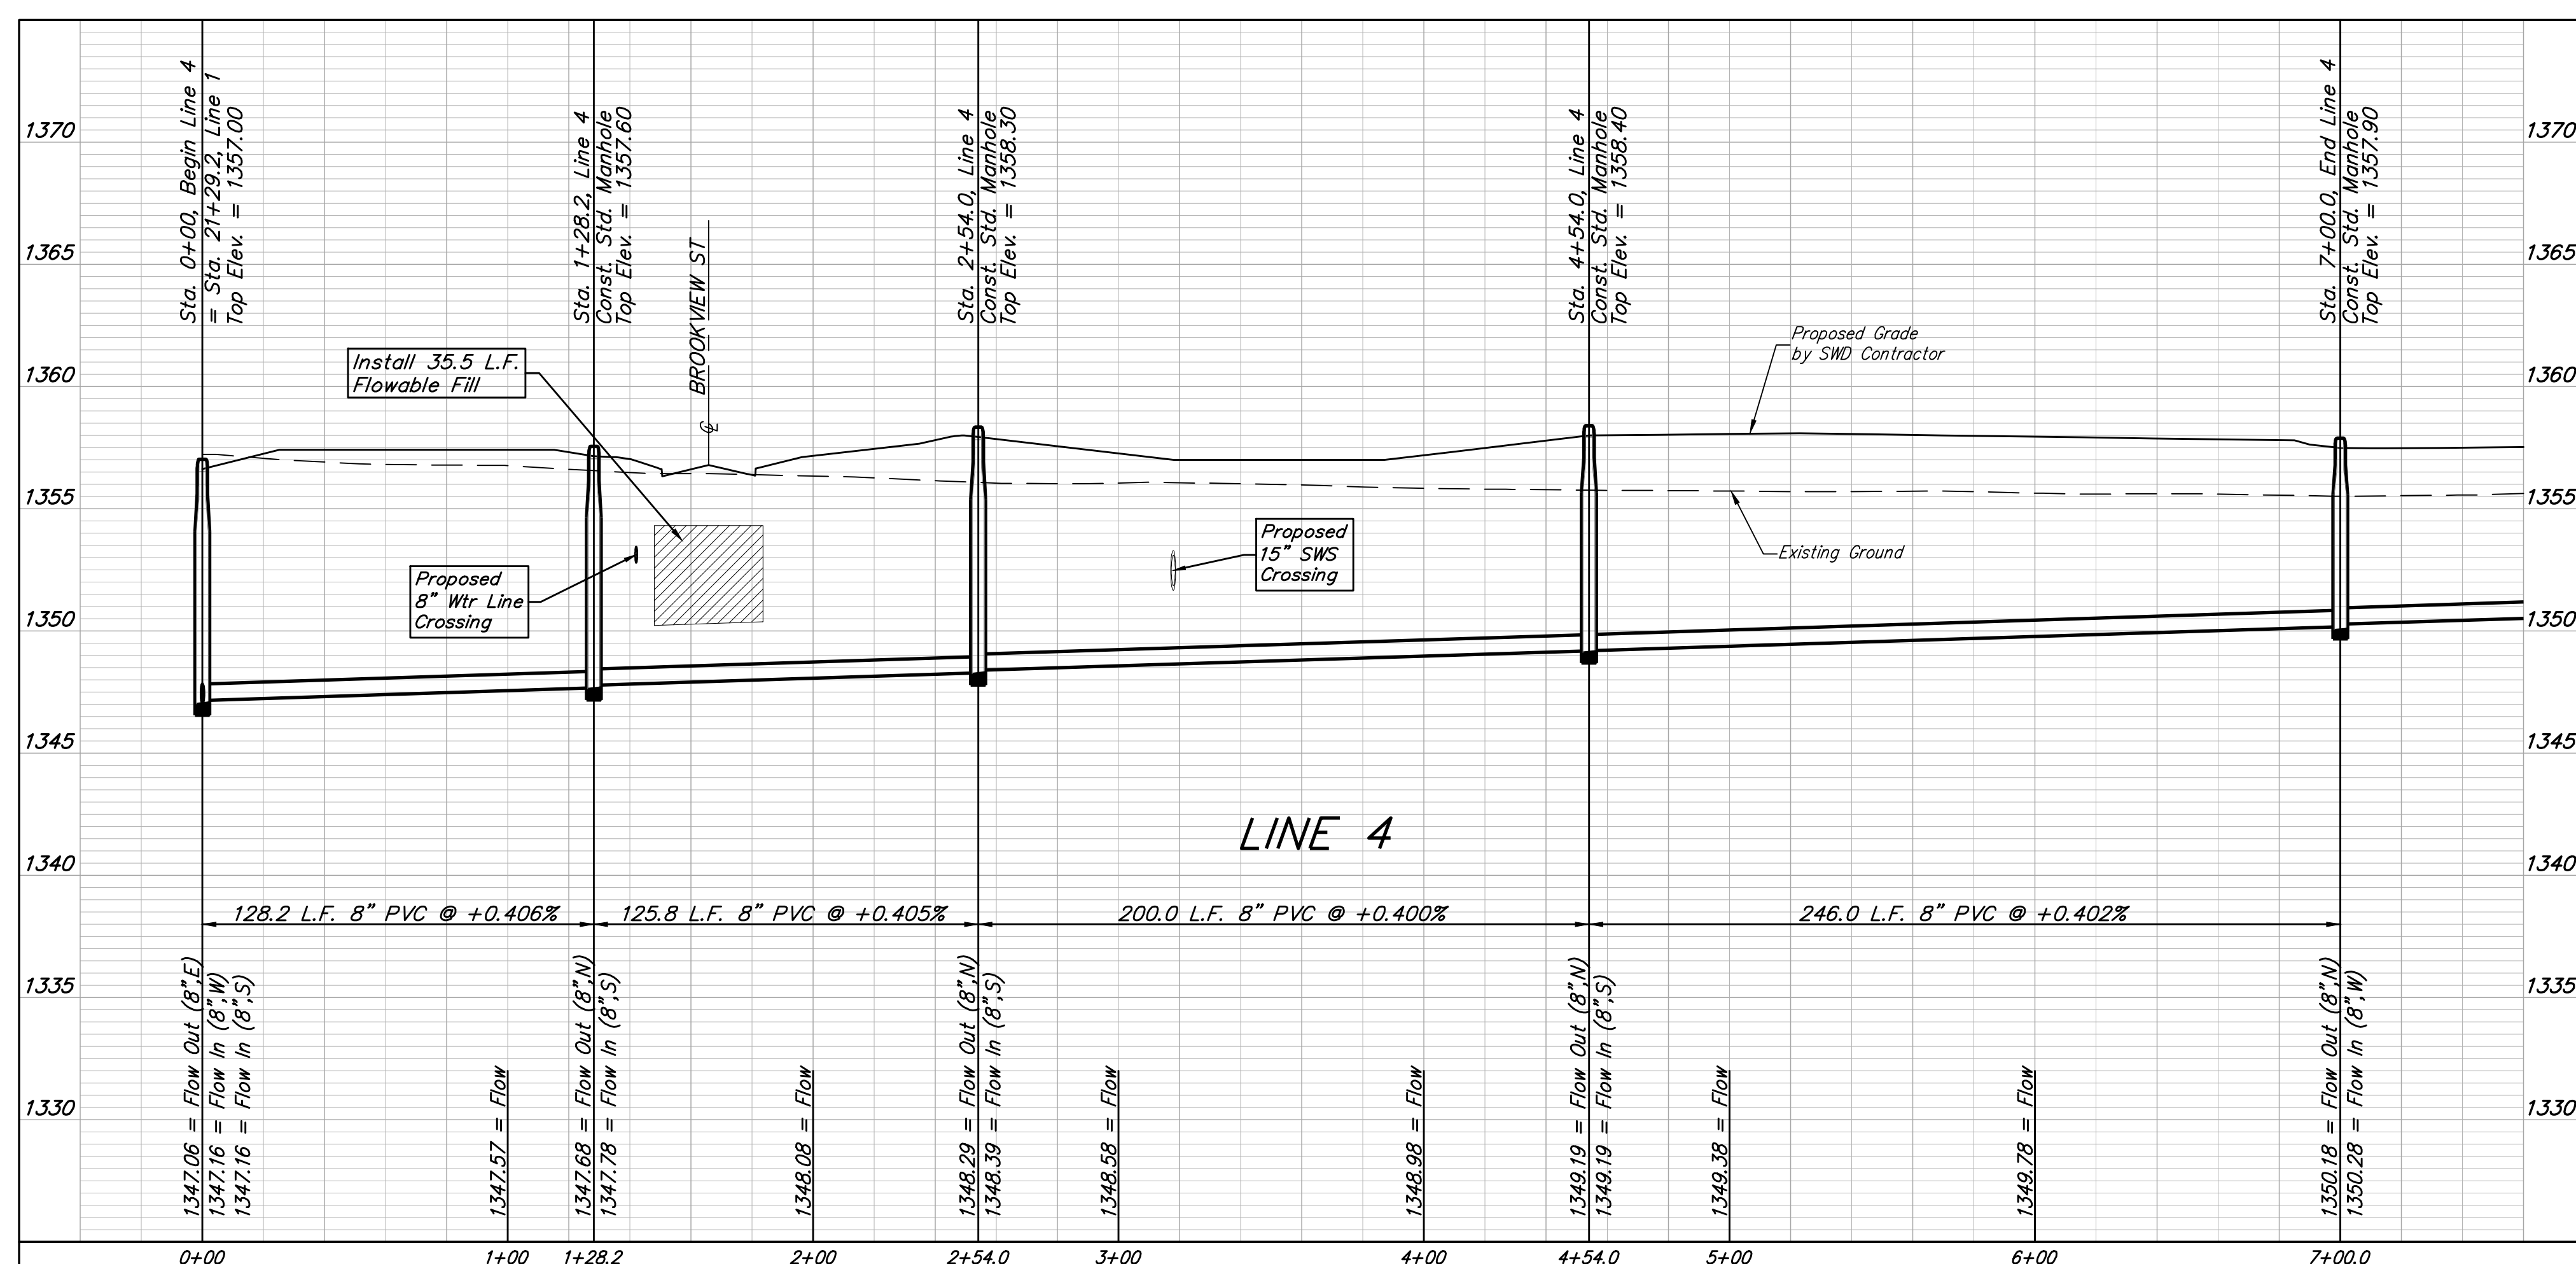 Sta. 0+00, Begin Line 4
= Sta. 21+29.2, Line 1
Top Elev. = 1357.00
Sta. 1+28.2, Line 4
Const. Std. Manhole
Top Elev. = 1357.60
BROOKVIEW ST
Sta. 2+54.0, Line 4
Const. Std. Manhole
Top Elev. = 1358.30
Sta. 4+54.0, Line 4
Const. Std. Manhole
Top Elev. = 1358.40
Sta. 7+00.0, End Line 4
Const. Std. Manhole
Top Elev. = 1357.90
1370
1370
1365
1365
1360
1360
1355
1355
1350
1350
1345
1345
1340
1340
1335
1335
1330
1330
Install 35.5 L.F.
Flowable Fill
Proposed Grade
by SWD Contractor
Proposed
8" Wtr Line
Crossing
Proposed
15" SWS
Crossing
Existing Ground
LINE 4
128.2 L.F. 8" PVC @ +0.406%
125.8 L.F. 8" PVC @ +0.405%
200.0 L.F. 8" PVC @ +0.400%
246.0 L.F. 8" PVC @ +0.402%
1347.06 = Flow Out (8",E)
1347.16 = Flow In (8",W)
1347.16 = Flow In (8",S)
1347.57 = Flow
1347.68 = Flow Out (8",N)
1347.78 = Flow In (8",S)
1348.08 = Flow
1348.29 = Flow Out (8",N)
1348.39 = Flow In (8",S)
1348.58 = Flow
1348.98 = Flow
1349.19 = Flow Out (8",N)
1349.19 = Flow In (8",S)
1349.38 = Flow
1349.78 = Flow
1350.18 = Flow Out (8",N)
1350.28 = Flow In (8",W)
0+00
1+00
1+28.2
2+00
2+54.0
3+00
4+00
4+54.0
5+00
6+00
7+00.0